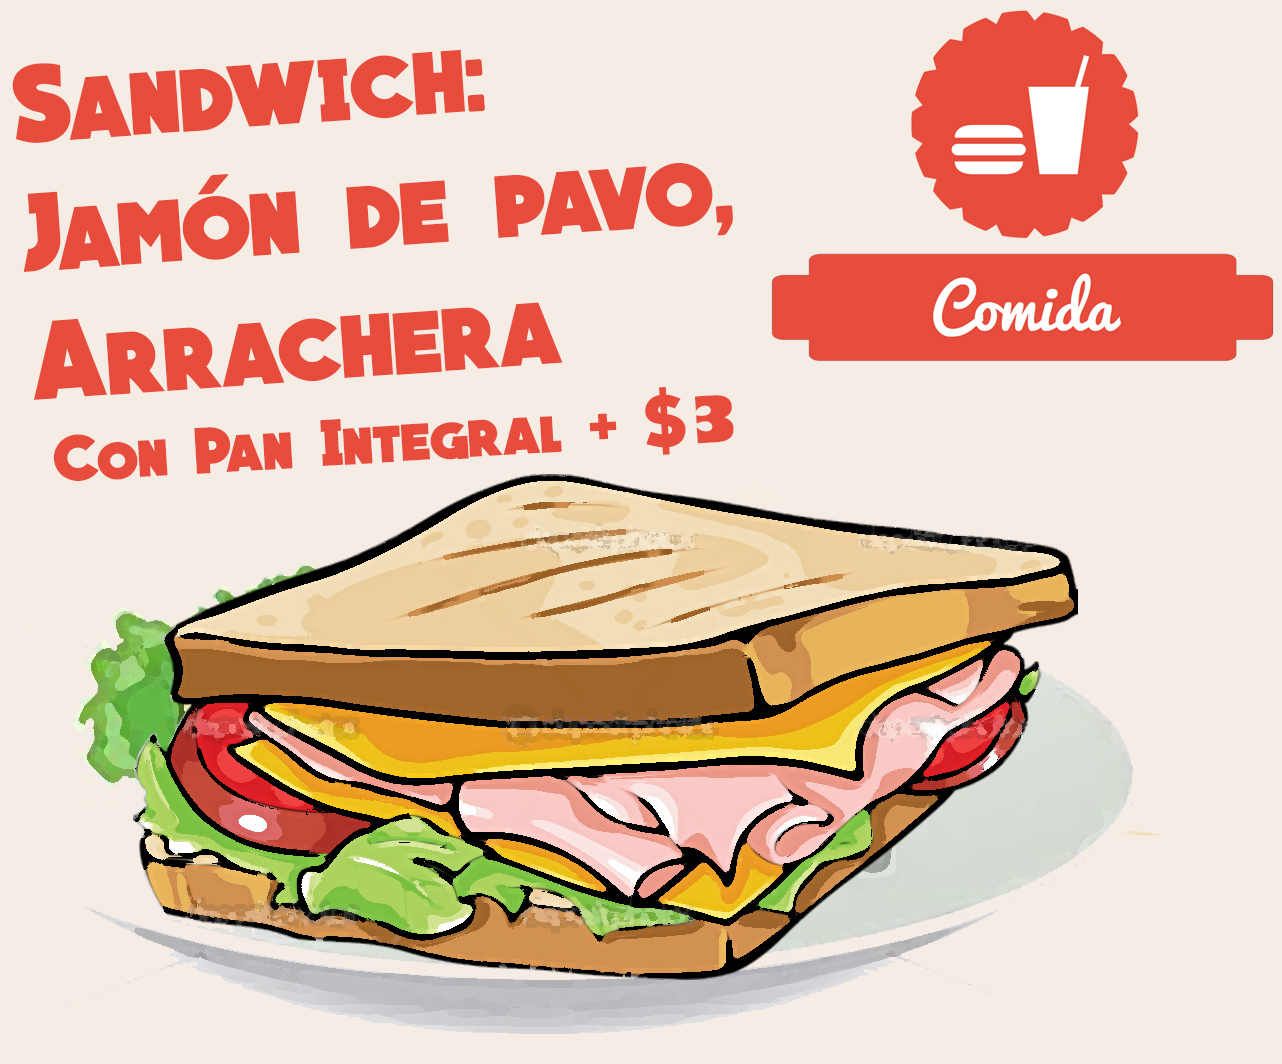 Sandwich:
Jamón de pavo,
Arrachera
Con Pan Integral + $3
Comida